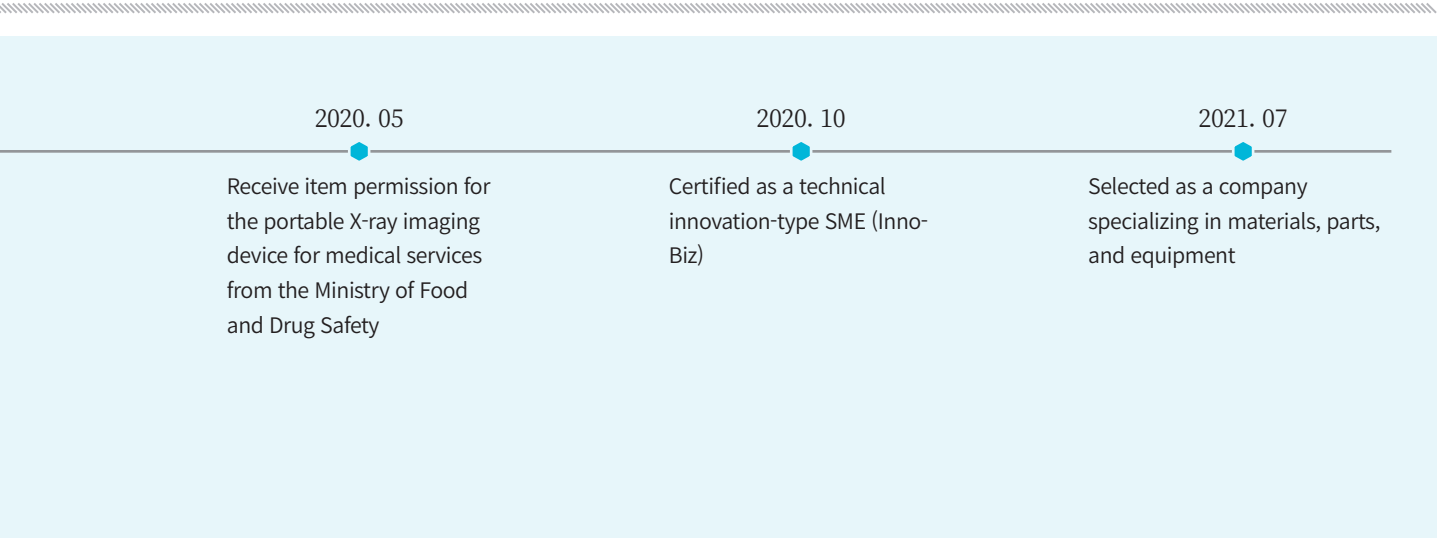 2020. 05
Receive item permission for
the portable X-ray imaging
device for medical services
from the Ministry of Food
and Drug Safety
2020. 10
Certified as a technical
innovation-type SME (Inno-
Biz)
2021. 07
Selected as a company
specializing in materials, parts,
and equipment